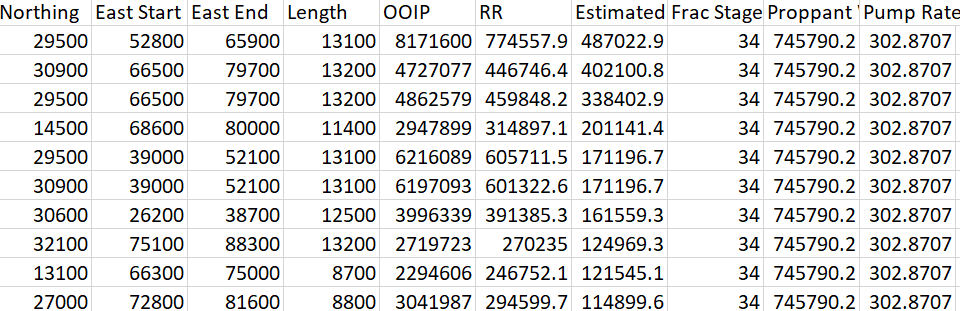 Northing East Start East End Length OOIP RR Estimated Frac Stage Proppant Pump Rate
29500 52800 65900 13100 8171600 774557.9 487022.9 34 745790.2 302.8707
30900 66500 79700 13200 4727077 446746.4 402100.8 34 745790.2 302.8707
29500 66500 79700 13200 4862579 459848.2 338402.9 34 745790.2 302.8707
14500 68600 80000 11400 2947899 314897.1 201141.4 34 745790.2 302.8707
29500 39000 52100 13100 6216089 605711.5 171196.7 34 745790.2 302.8707
30900 39000 52100 13100 6197093 601322.6 171196.7 34 745790.2 302.8707
30600 26200 38700 12500 3996339 391385.3 161559.3 34 745790.2 302.8707
32100 75100 88300 13200 2719723 270235 124969.3 34 745790.2 302.8707
13100 66300 75000 8700 2294606 246752.1 121545.1 34 745790.2 302.8707
27000 72800 81600 8800 3041987 294599.7 114899.6 34 745790.2 302.8707